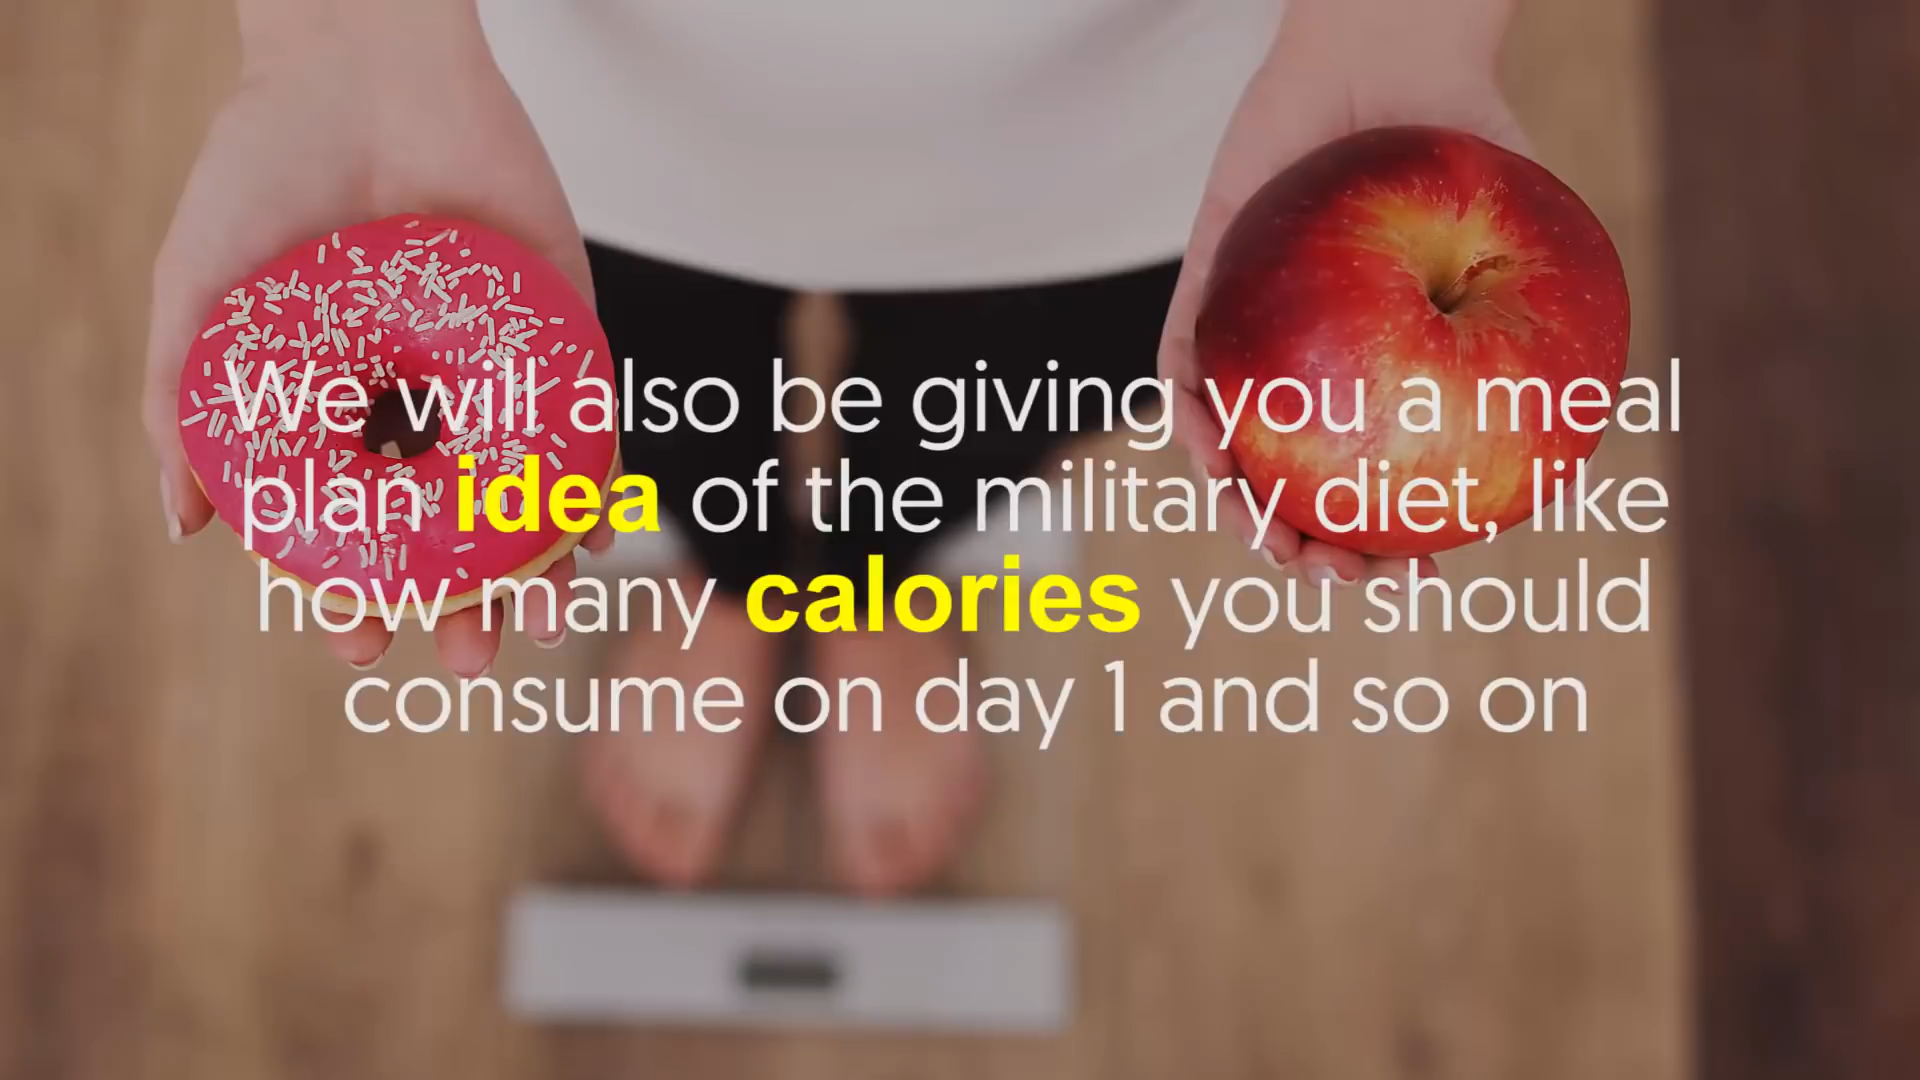 We will also be giving you a meal
plan idea of the military diet, like
how many calories you should
consume on day 1 and so on